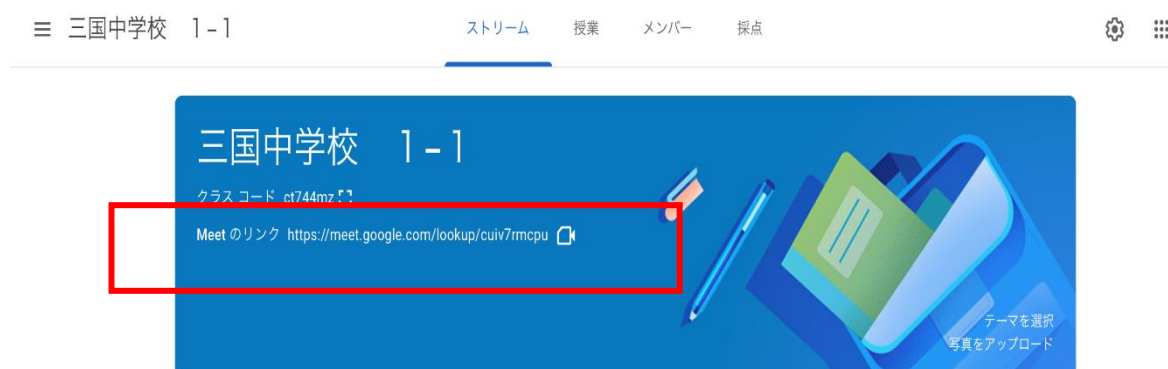 三国中学校 1-1
ストリーム 授業 メンバー 採点
三国中学校 1-1
クラス コード ct744mz
Meet のリンク https://meet.google.com/lookup/cuiv7rmcpu
テーマを選択
写真をアップロード